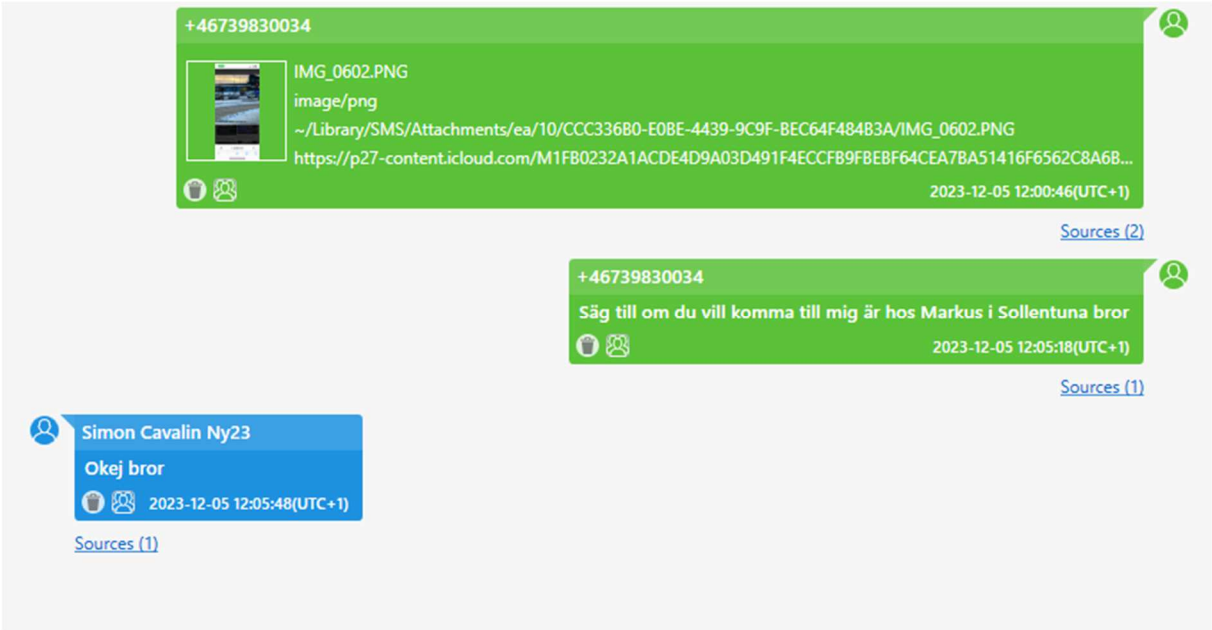 +46739830034
IMG_0602.PNG
image/png
~/Library/SMS/Attachments/ea/10/CCC336B0-E0BE-4439-9C9F-BEC64F484B3A/IMG_0602.PNG
https://p27-content.icloud.com/M1FB0232A1ACDE4D9A03D491F4ECCFB9FBEBF64CEA7BA51416F6562C8A6B...
2023-12-05 12:00:46(UTC+1)
Sources (2)
+46739830034
Säg till om du vill komma till mig är hos Markus i Sollentuna bror
2023-12-05 12:05:18(UTC+1)
Sources (1)
Simon Cavalin Ny23
Okej bror
2023-12-05 12:05:48(UTC+1)
Sources (1)